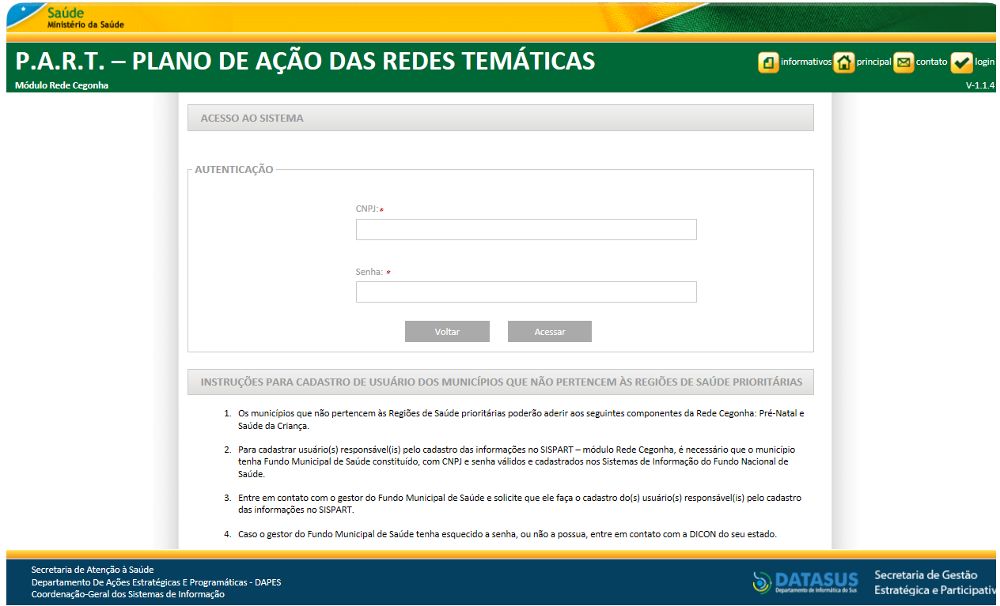 Saúde
Ministério da Saúde
P.A.R.T. – PLANO DE AÇÃO DAS REDES TEMÁTICAS
informativos principal contato login
Módulo Rede Cegonha
V-1.1.4
ACESSO AO SISTEMA
AUTENTICAÇÃO
CNPJ:*
Senha: *
Voltar Acessar
INSTRUÇÕES PARA CADASTRO DE USUÁRIO DOS MUNICÍPIOS QUE NÃO PERTENCEM ÀS REGIÕES DE SAÚDE PRIORITÁRIAS
1. Os municípios que não pertencem às Regiões de Saúde prioritárias poderão aderir aos seguintes componentes da Rede Cegonha: Pré-Natal e
Saúde da Criança.
2. Para cadastrar usuário(s) responsável(is) pelo cadastro das informações no SISPART – módulo Rede Cegonha, é necessário que o município
tenha Fundo Municipal de Saúde constituído, com CNPJ e senha válidos e cadastrados nos Sistemas de Informação do Fundo Nacional de
Saúde.
3. Entre em contato com o gestor do Fundo Municipal de Saúde e solicite que ele faça o cadastro do(s) usuário(s) responsável(is) pelo cadastro
das informações no SISPART.
4. Caso o gestor do Fundo Municipal de Saúde tenha esquecido a senha, ou não a possua, entre em contato com a DICON do seu estado.
Secretaria de Atenção à Saúde
Departamento De Ações Estratégicas E Programáticas - DAPES
Coordenação-Geral dos Sistemas de Informação
DATASUS
Departamento de Informática do Sus
Secretaria de Gestão
Estratégica e Participativ